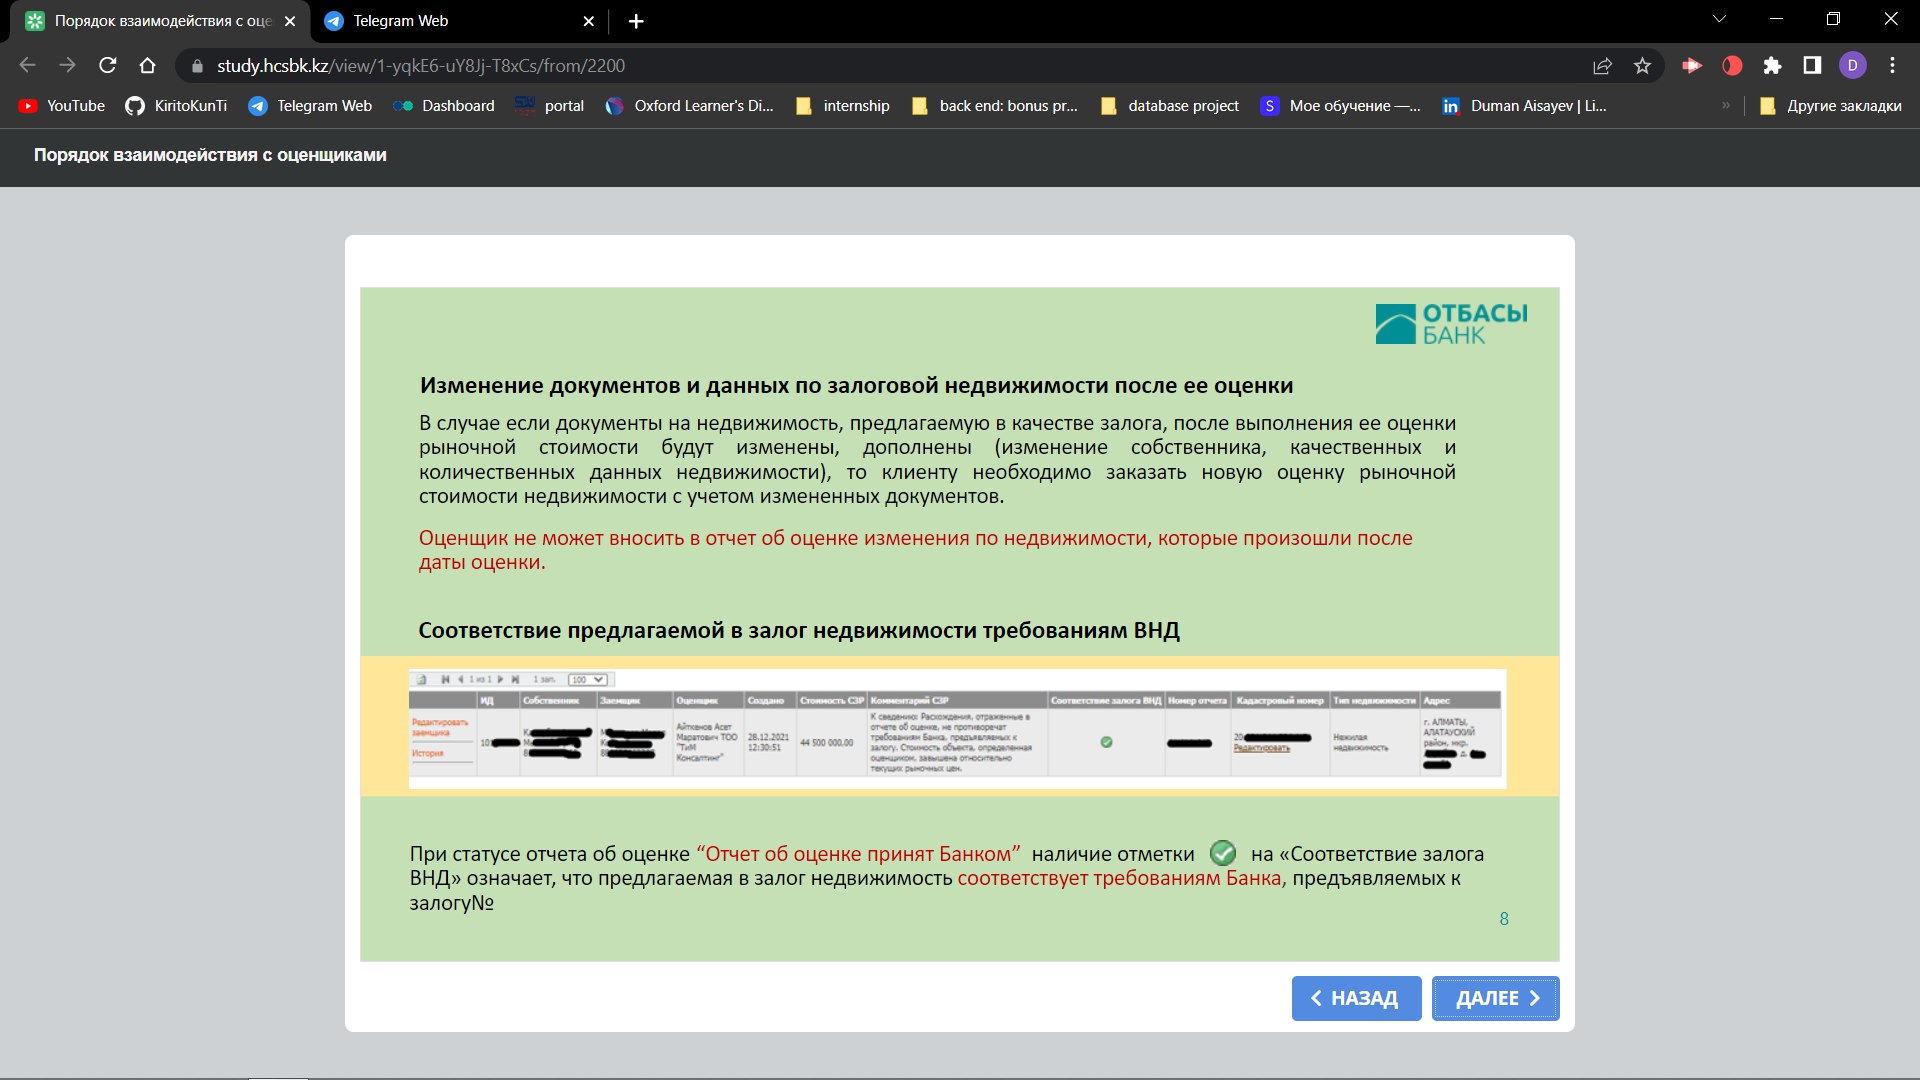 Порядок взаимодействия с оце
Telegram Web
study.hcsbk.kz/view/1-yqkE6-uY8Jj-T8xCs/from/2200
D
YouTube
KiritoKunTi
Telegram Web
Dashboard
portal
Oxford Learner's Di...
internship
back end: bonus pr...
database project
S
Мое обучение —...
in
Duman Aisayev | Li...
»
Другие закладки
Порядок взаимодействия с оценщиками
ОТБАСЫ
БАНК
Изменение документов и данных по залоговой недвижимости после ее оценки
В случае если документы на недвижимость, предлагаемую в качестве залога, после выполнения ее оценки
рыночной стоимости будут изменены, дополнены (изменение собственника, качественных и
количественных данных недвижимости), то клиенту необходимо заказать новую оценку рыночной
стоимости недвижимости с учетом измененных документов.
Оценщик не может вносить в отчет об оценке изменения по недвижимости, которые произошли после
даты оценки.
Соответствие предлагаемой в залог недвижимости требованиям ВНД
1 из 1 1 зап. 100
ИД Собственник Заемщик Оценщик Создано Стоимость СЗР Комментарий СЗР Соответствие залога ВНД Номер отчета Кадастровый номер Тип недвижимости Адрес
Редактировать
заемщика
История
10
Айткенов Асет
Маратович ТОО
"ТиМ
Консалтинг"
28.12.2021
12:30:51
44 500 000,00
К сведению: Расхождения, отраженные в
отчете об оценке, не противоречат
требованиям Банка, предъявляемых к
залогу. Стоимость объекта, определенная
оценщиком, завышена относительно
текущих рыночных цен.
20
Редактировать
Нежилая
недвижимость
г. АЛМАТЫ,
АЛАТАУСКИЙ
район, мкр.
д.
При статусе отчета об оценке “Отчет об оценке принят Банком” наличие отметки на «Соответствие залога
ВНД» означает, что предлагаемая в залог недвижимость соответствует требованиям Банка, предъявляемых к
залогу№
8
НАЗАД
ДАЛЕЕ